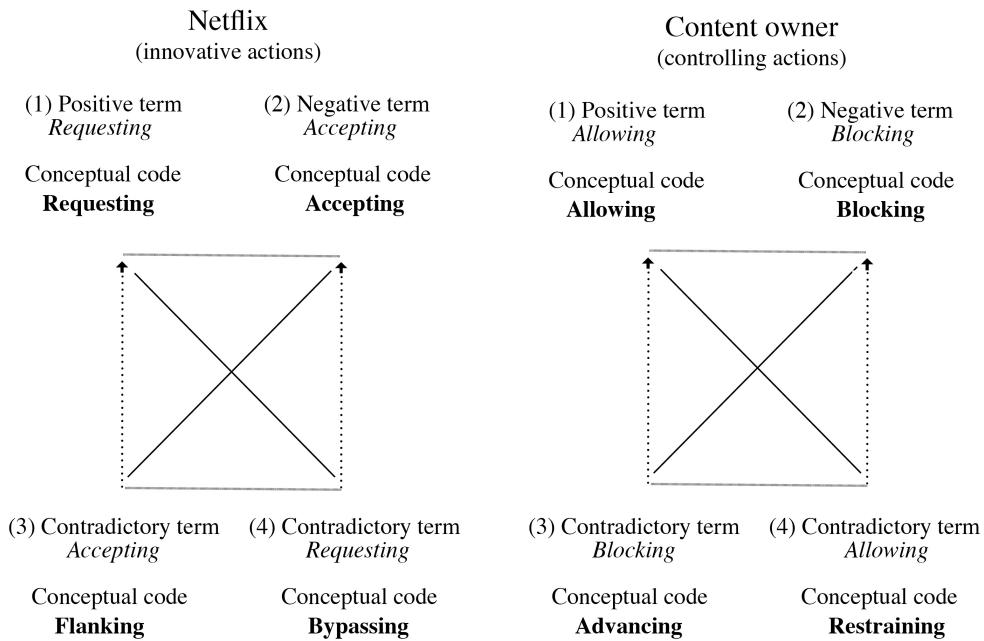 Netflix
(innovative actions)
(1) Positive term
Requesting
Conceptual code
Requesting
(2) Negative term
Accepting
Conceptual code
Accepting
(3) Contradictory term
Accepting
Conceptual code
Flanking
(4) Contradictory term
Requesting
Conceptual code
Bypassing
Content owner
(controlling actions)
(1) Positive term
Allowing
Conceptual code
Allowing
(2) Negative term
Blocking
Conceptual code
Blocking
(3) Contradictory term
Blocking
Conceptual code
Advancing
(4) Contradictory term
Allowing
Conceptual code
Restraining